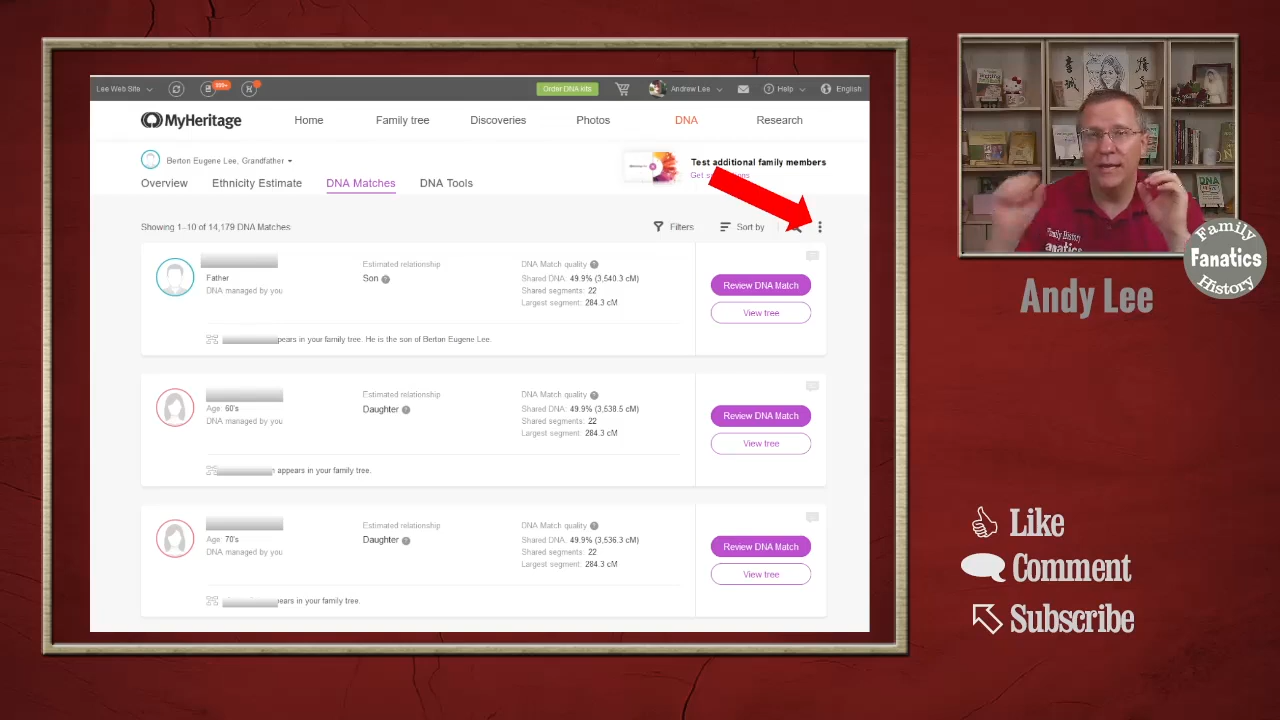 Lee Web Site
Order DNA kits
Andrew Lee
Help
English
MyHeritage
Home
Family tree
Discoveries
Photos
DNA
Research
Berton Eugene Lee, Grandfather
Test additional family members
Overview
Ethnicity Estimate
DNA Matches
DNA Tools
Showing 1–10 of 14,179 DNA Matches
Filters
Sort by
Father
DNA managed by you
Estimated relationship
Son
DNA Match quality
Shared DNA: 49.9% (3,540.3 cM)
Shared segments: 22
Largest segment: 284.3 cM
Review DNA Match
View tree
in your family tree. He is the son of Berton Eugene Lee.
Age: 60's
DNA managed by you
Estimated relationship
Daughter
DNA Match quality
Shared DNA: 49.9% (3,538.5 cM)
Shared segments: 22
Largest segment: 284.3 cM
Review DNA Match
View tree
appears in your family tree.
Age: 70's
DNA managed by you
Estimated relationship
Daughter
DNA Match quality
Shared DNA: 49.9% (3,536.3 cM)
Shared segments: 22
Largest segment: 284.3 cM
Review DNA Match
View tree
in your family tree.
Family
Fanatics
History
Andy Lee
Like
Comment
Subscribe